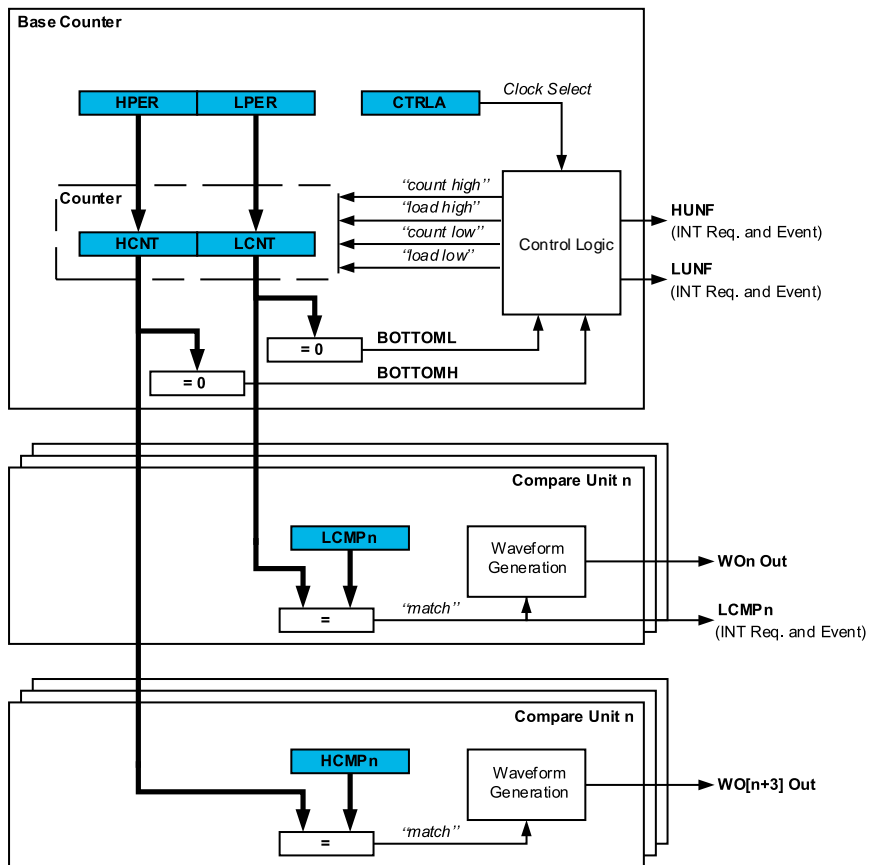 Base Counter
HPER LPER CTRLA Clock Select
Counter
“count high”
“load high”
“count low”
“load low”
HCNT LCNT
Control Logic
HUNF
(INT Req. and Event)
LUNF
(INT Req. and Event)
= 0 BOTTOML
= 0 BOTTOMH
Compare Unit n
LCMPn
Waveform
Generation
WOn Out
= “match”
LCMPn
(INT Req. and Event)
Compare Unit n
HCMPn
Waveform
Generation
WO[n+3] Out
= “match”